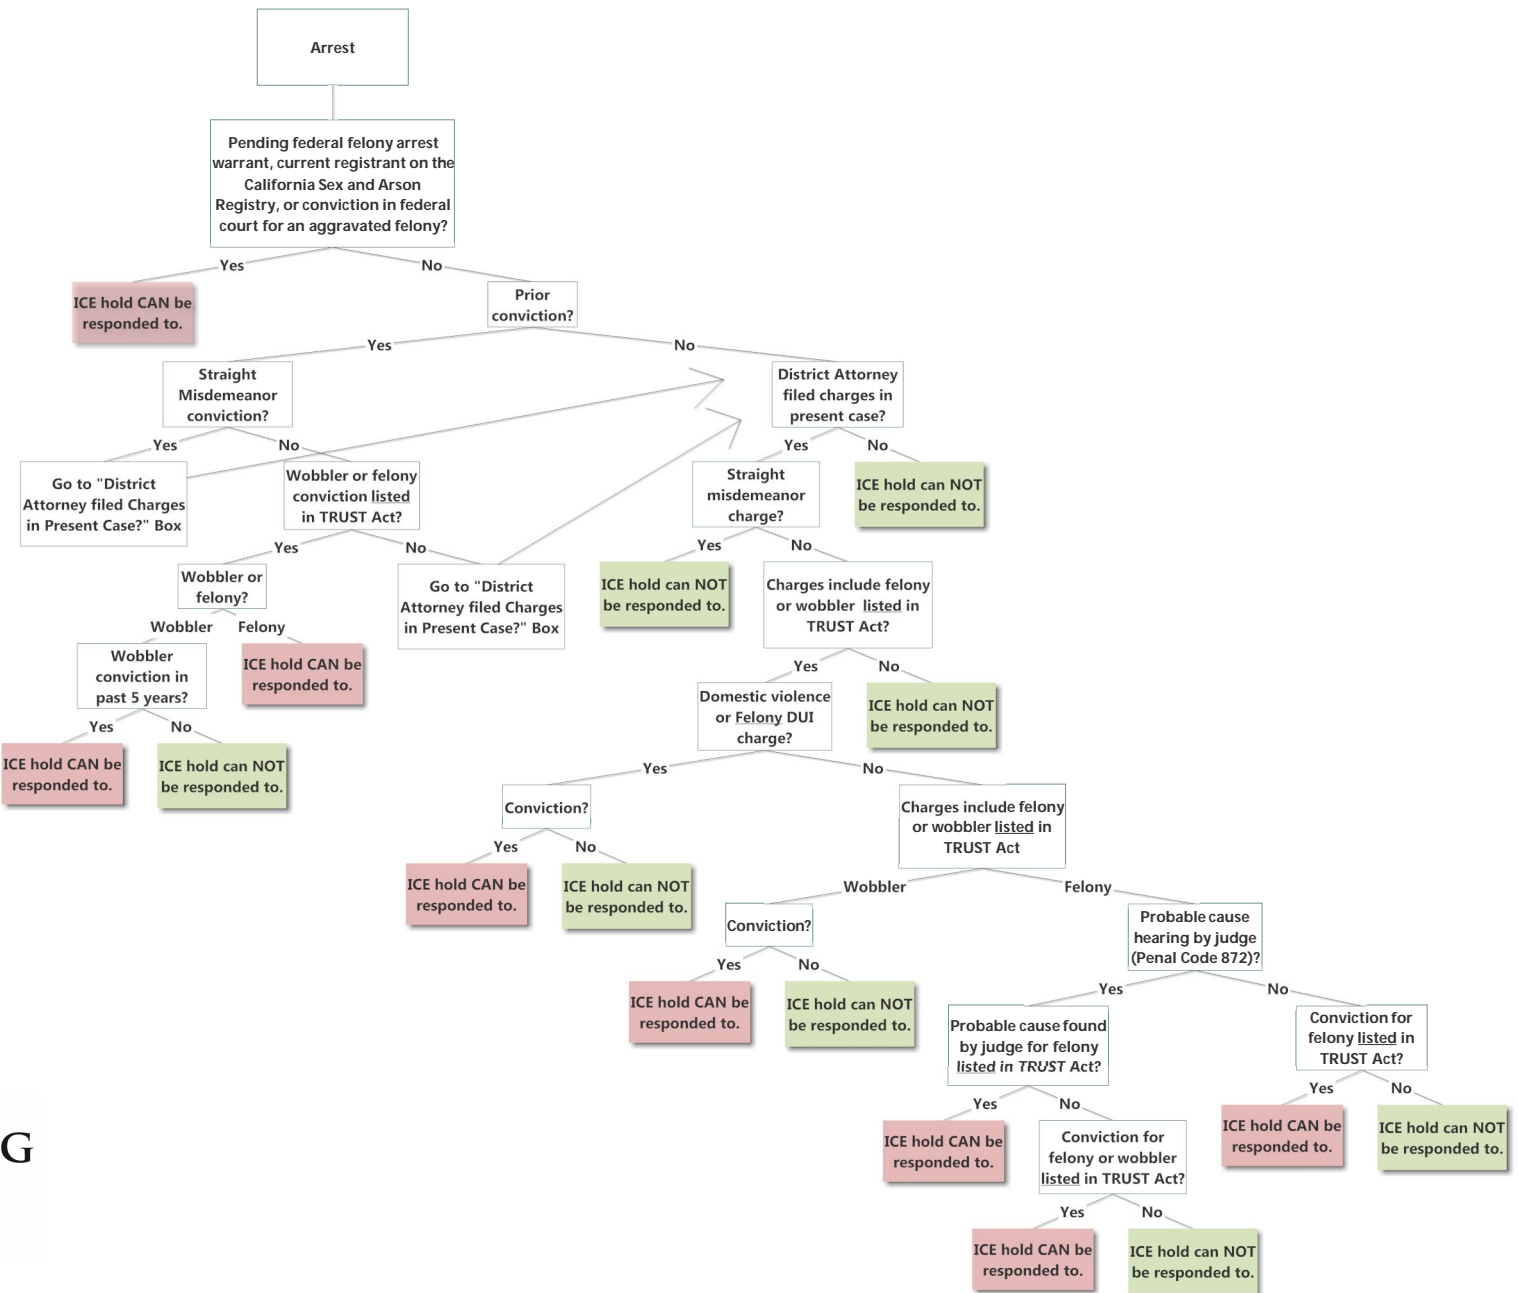 Arrest
Pending federal felony arrest
warrant, current registrant on the
California Sex and Arson
Registry, or conviction in federal
court for an aggravated felony?
Yes
No
ICE hold CAN be
responded to.
Prior
conviction?
Yes
No
Straight
Misdemeanor
conviction?
District Attorney
filed charges in
present case?
Yes
No
Yes
No
Go to "District
Attorney filed Charges
in Present Case?" Box
Wobbler or felony
conviction listed
in TRUST Act?
Straight
misdemeanor
charge?
ICE hold can NOT
be responded to.
Yes
No
Yes
No
Wobbler or
felony?
Go to "District
Attorney filed Charges
in Present Case?" Box
ICE hold can NOT
be responded to.
Charges include felony
or wobbler listed in
TRUST Act?
Wobbler
Felony
Wobbler
conviction in
past 5 years?
ICE hold CAN be
responded to.
Yes
No
Domestic violence
or Felony DUI
charge?
ICE hold can NOT
be responded to.
Yes
No
ICE hold CAN be
responded to.
ICE hold can NOT
be responded to.
Yes
No
Conviction?
Charges include felony
or wobbler listed in
TRUST Act
Yes
No
ICE hold CAN be
responded to.
ICE hold can NOT
be responded to.
Wobbler
Felony
Conviction?
Probable cause
hearing by judge
(Penal Code 872)?
Yes
No
ICE hold CAN be
responded to.
ICE hold can NOT
be responded to.
Yes
No
Probable cause found
by judge for felony
listed in TRUST Act?
Conviction for
felony listed in
TRUST Act?
Yes
No
Yes
No
ICE hold CAN be
responded to.
Conviction for
felony or wobbler
listed in TRUST Act?
ICE hold CAN be
responded to.
ICE hold can NOT
be responded to.
Yes
No
ICE hold CAN be
responded to.
ICE hold can NOT
be responded to.
G